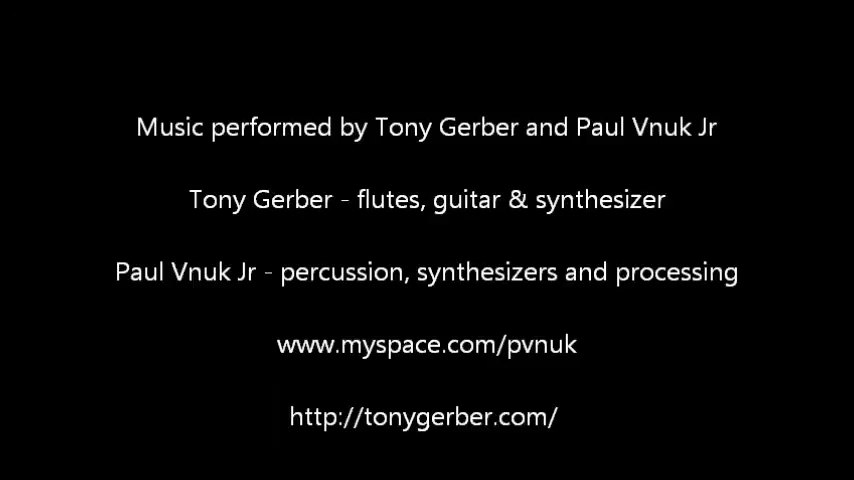 Music performed by Tony Gerber and Paul Vnuk Jr
Tony Gerber - flutes, guitar & synthesizer
Paul Vnuk Jr - percussion, synthesizers and processing
www.myspace.com/pvnuk
http://tonygerber.com/